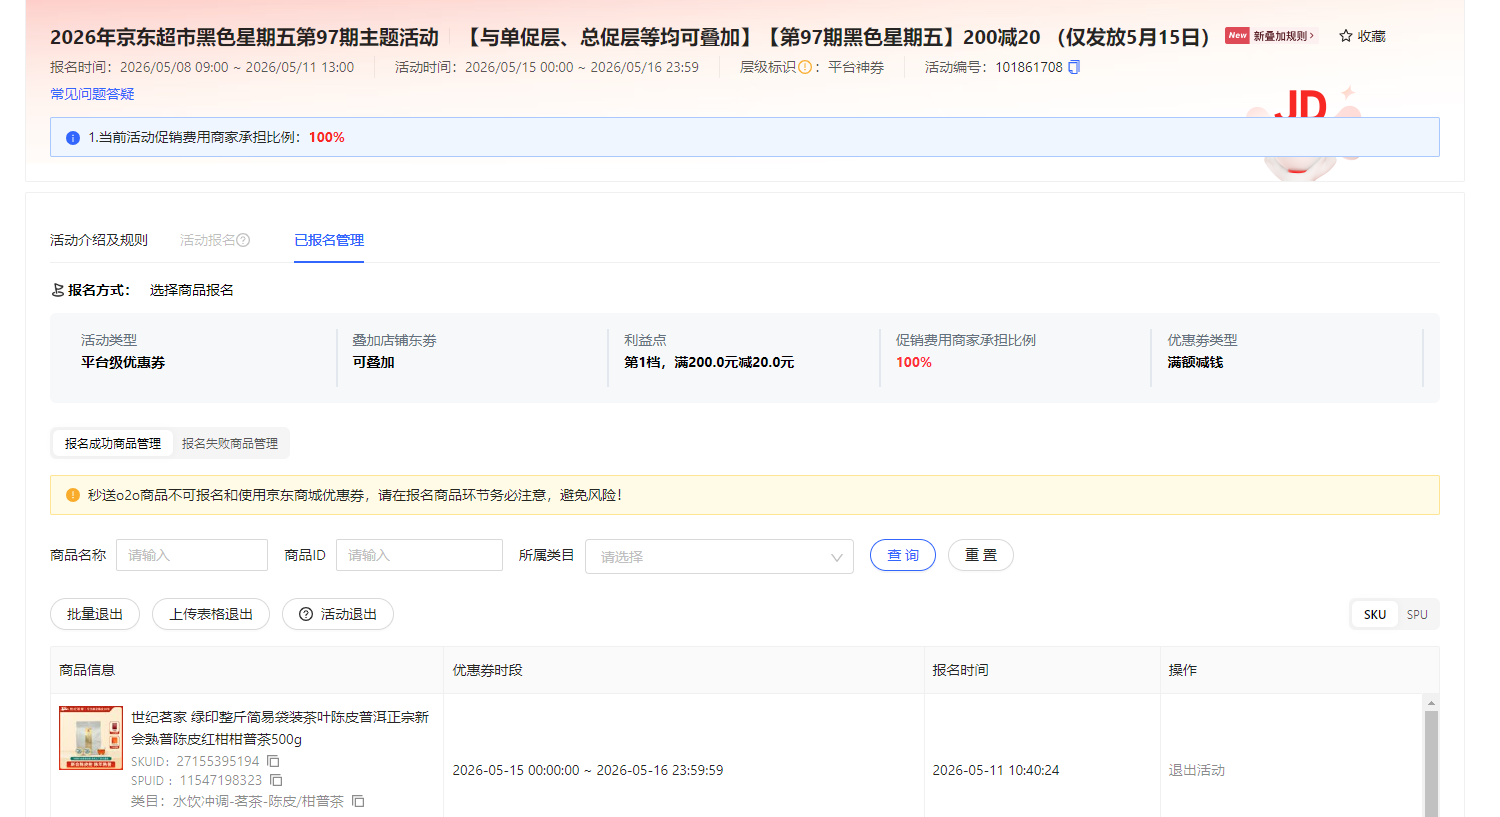 2026年京东超市黑色星期五第97期主题活动 【与单促层、总促层等均可叠加】【第97期黑色星期五】200减20 （仅发放5月15日） New 新叠加规则> 收藏
报名时间：2026/05/08 09:00 ~ 2026/05/11 13:00 活动时间：2026/05/15 00:00 ~ 2026/05/16 23:59 层级标识：平台神券 活动编号：101861708
常见问题答疑
JD
1.当前活动促销费用商家承担比例：100%
活动介绍及规则 活动报名 已报名管理
报名方式： 选择商品报名
活动类型 叠加店铺东券 利益点 促销费用商家承担比例 优惠券类型
平台级优惠券 可叠加 第1档，满200.0元减20.0元 100% 满额减钱
报名成功商品管理 报名失败商品管理
秒送o2o商品不可报名和使用京东商城优惠券，请在报名商品环节务必注意，避免风险！
商品名称 请输入 商品ID 请输入 所属类目 请选择 查询 重置
批量退出 上传表格退出 活动退出 SKU SPU
商品信息 优惠券时段 报名时间 操作
世纪茗家 绿印整斤简易袋装茶叶陈皮普洱正宗新
会熟普陈皮红柑柑普茶500g
SKUID：27155395194
SPUID：11547198323
类目：水饮冲调-茗茶-陈皮/柑普茶
2026-05-15 00:00:00 ~ 2026-05-16 23:59:59 2026-05-11 10:40:24 退出活动